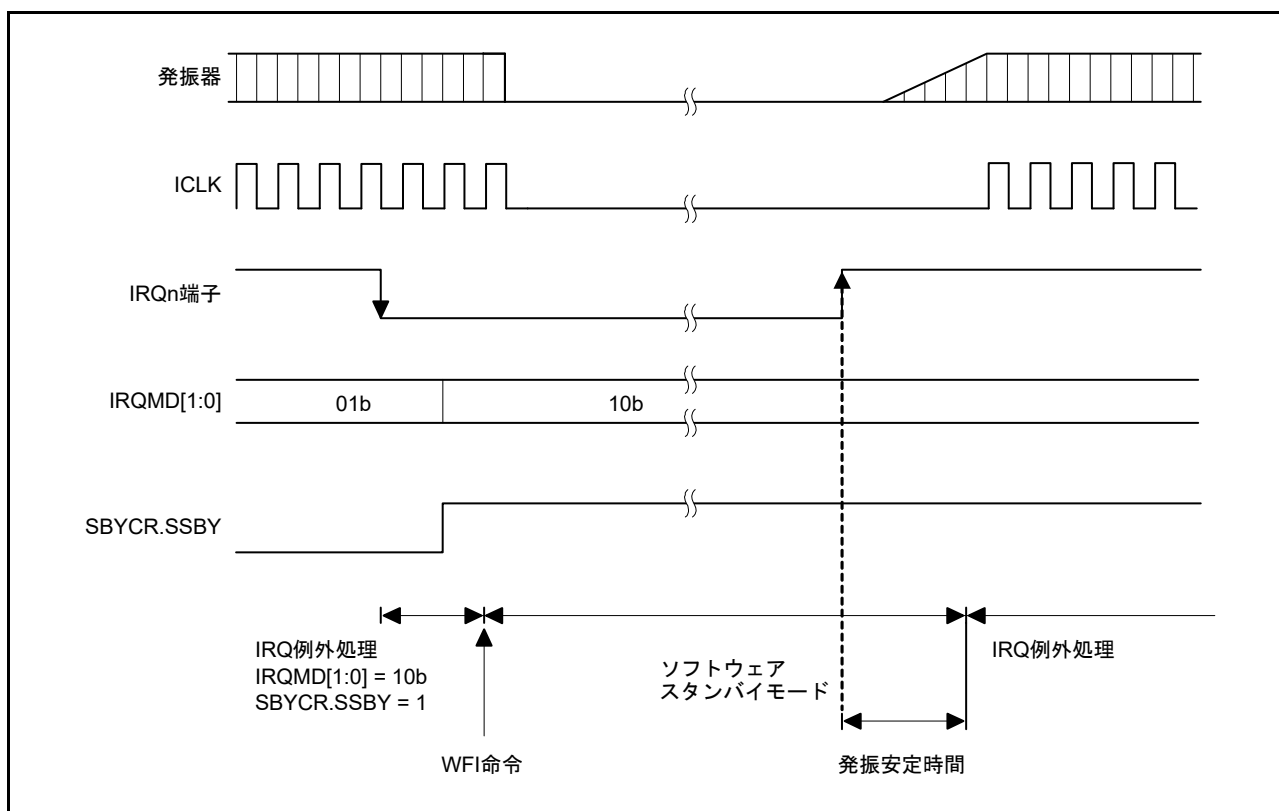 発振器
ICLK
IRQn端子
IRQMD[1:0]
01b
10b
SBYCR.SSBY
IRQ例外処理
IRQMD[1:0] = 10b
SBYCR.SSBY = 1
ソフトウェア
スタンバイモード
IRQ例外処理
WFI命令
発振安定時間